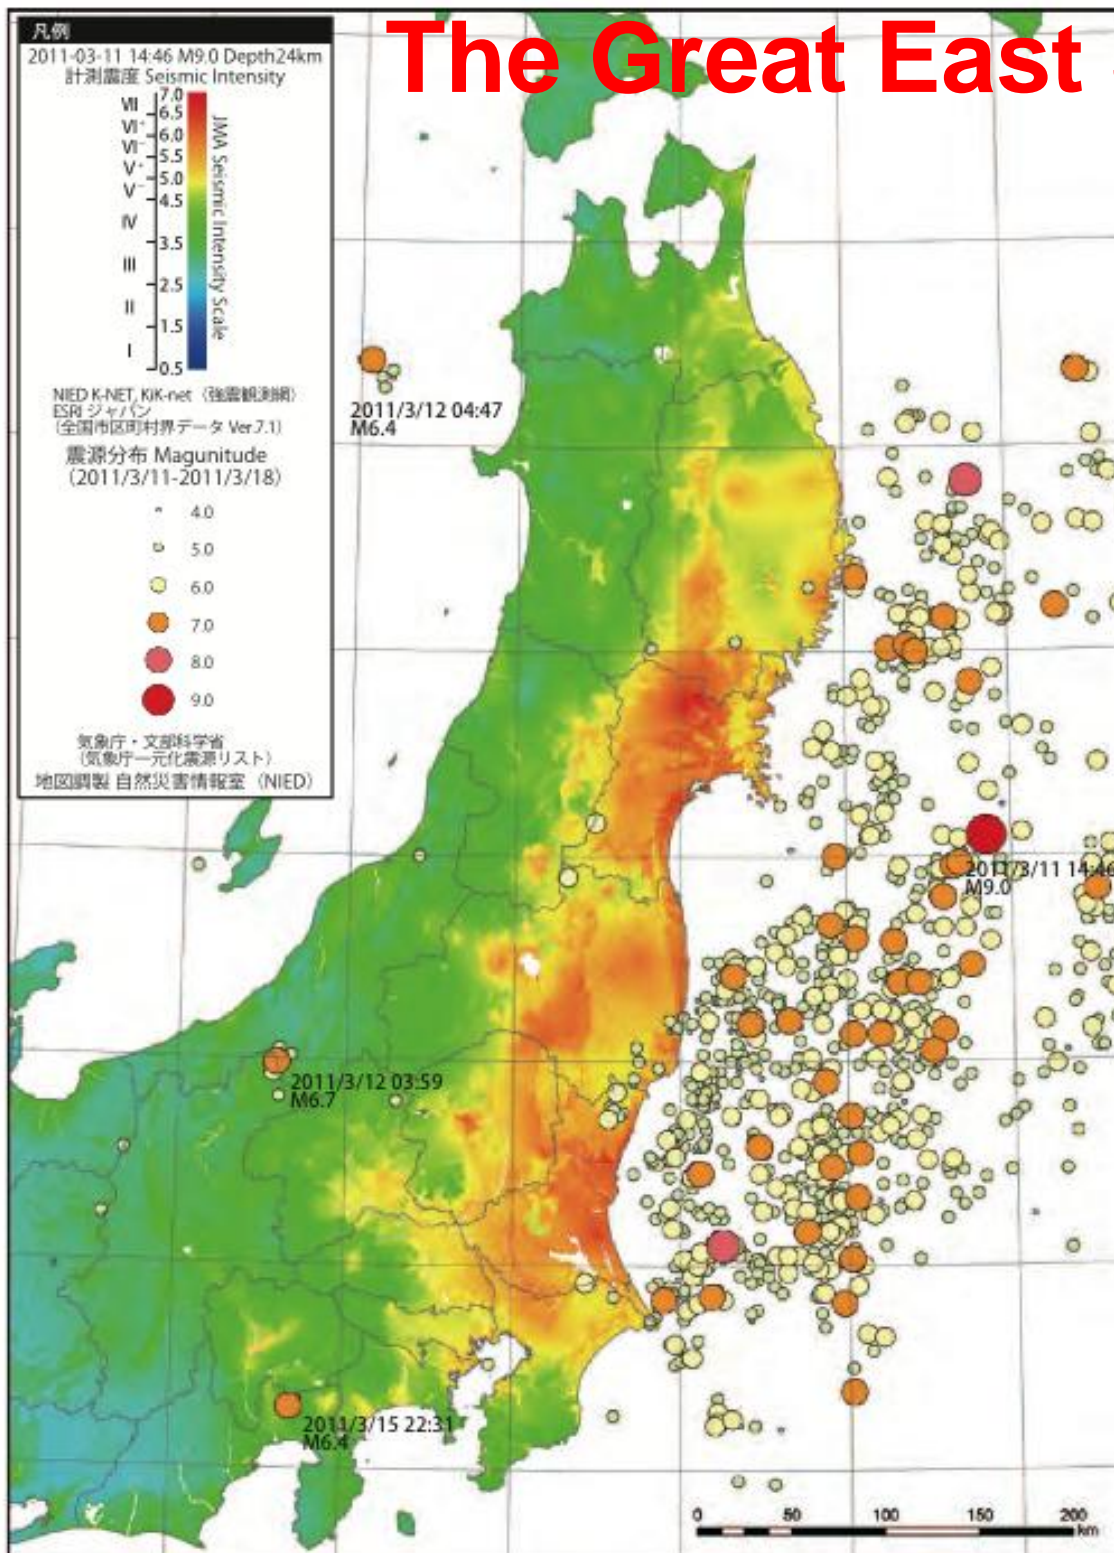 The Great East
凡例
2011-03-11 14:46 M9.0 Depth24km
計測震度 Seismic Intensity
VII
VI⁺
VI⁻
V⁺
V⁻
IV
III
II
I
7.0
6.5
6.0
5.5
5.0
4.5
3.5
2.5
1.5
0.5
JMA Seismic Intensity Scale
NIED K-NET, KiK-net（強震観測網）
ESRI ジャパン
（全国市区町村界データ Ver.7.1）
震源分布 Magunitude
（2011/3/11-2011/3/18）
4.0
5.0
6.0
7.0
8.0
9.0
気象庁・文部科学省
（気象庁一元化震源リスト）
地図調製 自然災害情報室（NIED）
2011/3/12 04:47
M6.4
2011/3/11 14:46
M9.0
2011/3/12 03:59
M6.7
2011/3/15 22:31
M6.4
0 50 100 150 200
km